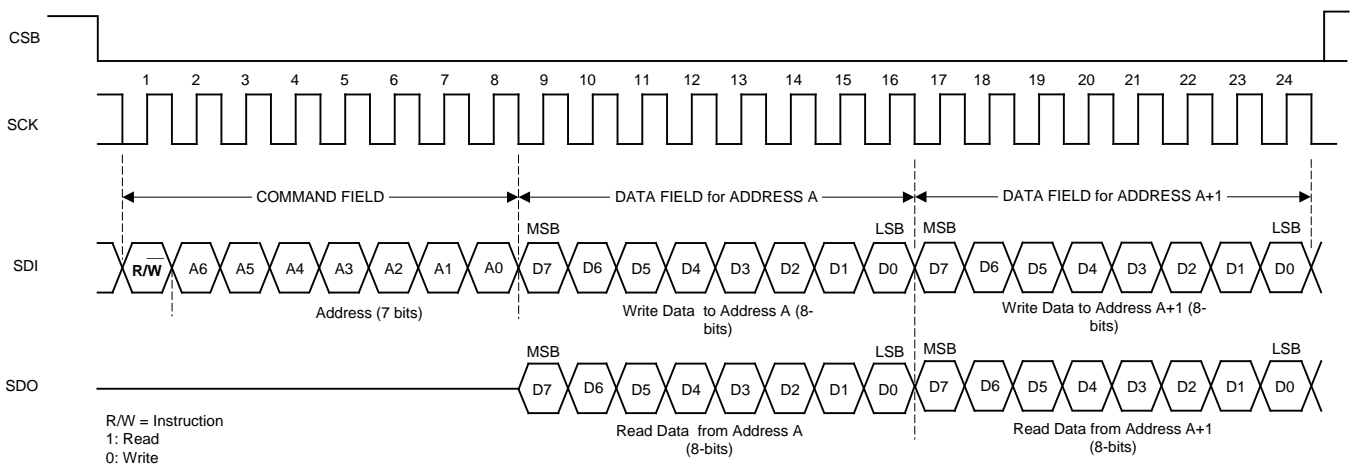 CSB
1 2 3 4 5 6 7 8 9 10 11 12 13 14 15 16 17 18 19 20 21 22 23 24
SCK
COMMAND FIELD DATA FIELD for ADDRESS A DATA FIELD for ADDRESS A+1
MSB LSB MSB LSB
SDI R/W̅ A6 A5 A4 A3 A2 A1 A0 D7 D6 D5 D4 D3 D2 D1 D0 D7 D6 D5 D4 D3 D2 D1 D0
Address (7 bits)
Write Data to Address A (8-
bits)
Write Data to Address A+1 (8-
bits)
MSB LSB MSB LSB
SDO D7 D6 D5 D4 D3 D2 D1 D0 D7 D6 D5 D4 D3 D2 D1 D0
Read Data from Address A
(8-bits)
Read Data from Address A+1
(8-bits)
R/W = Instruction
1: Read
0: Write